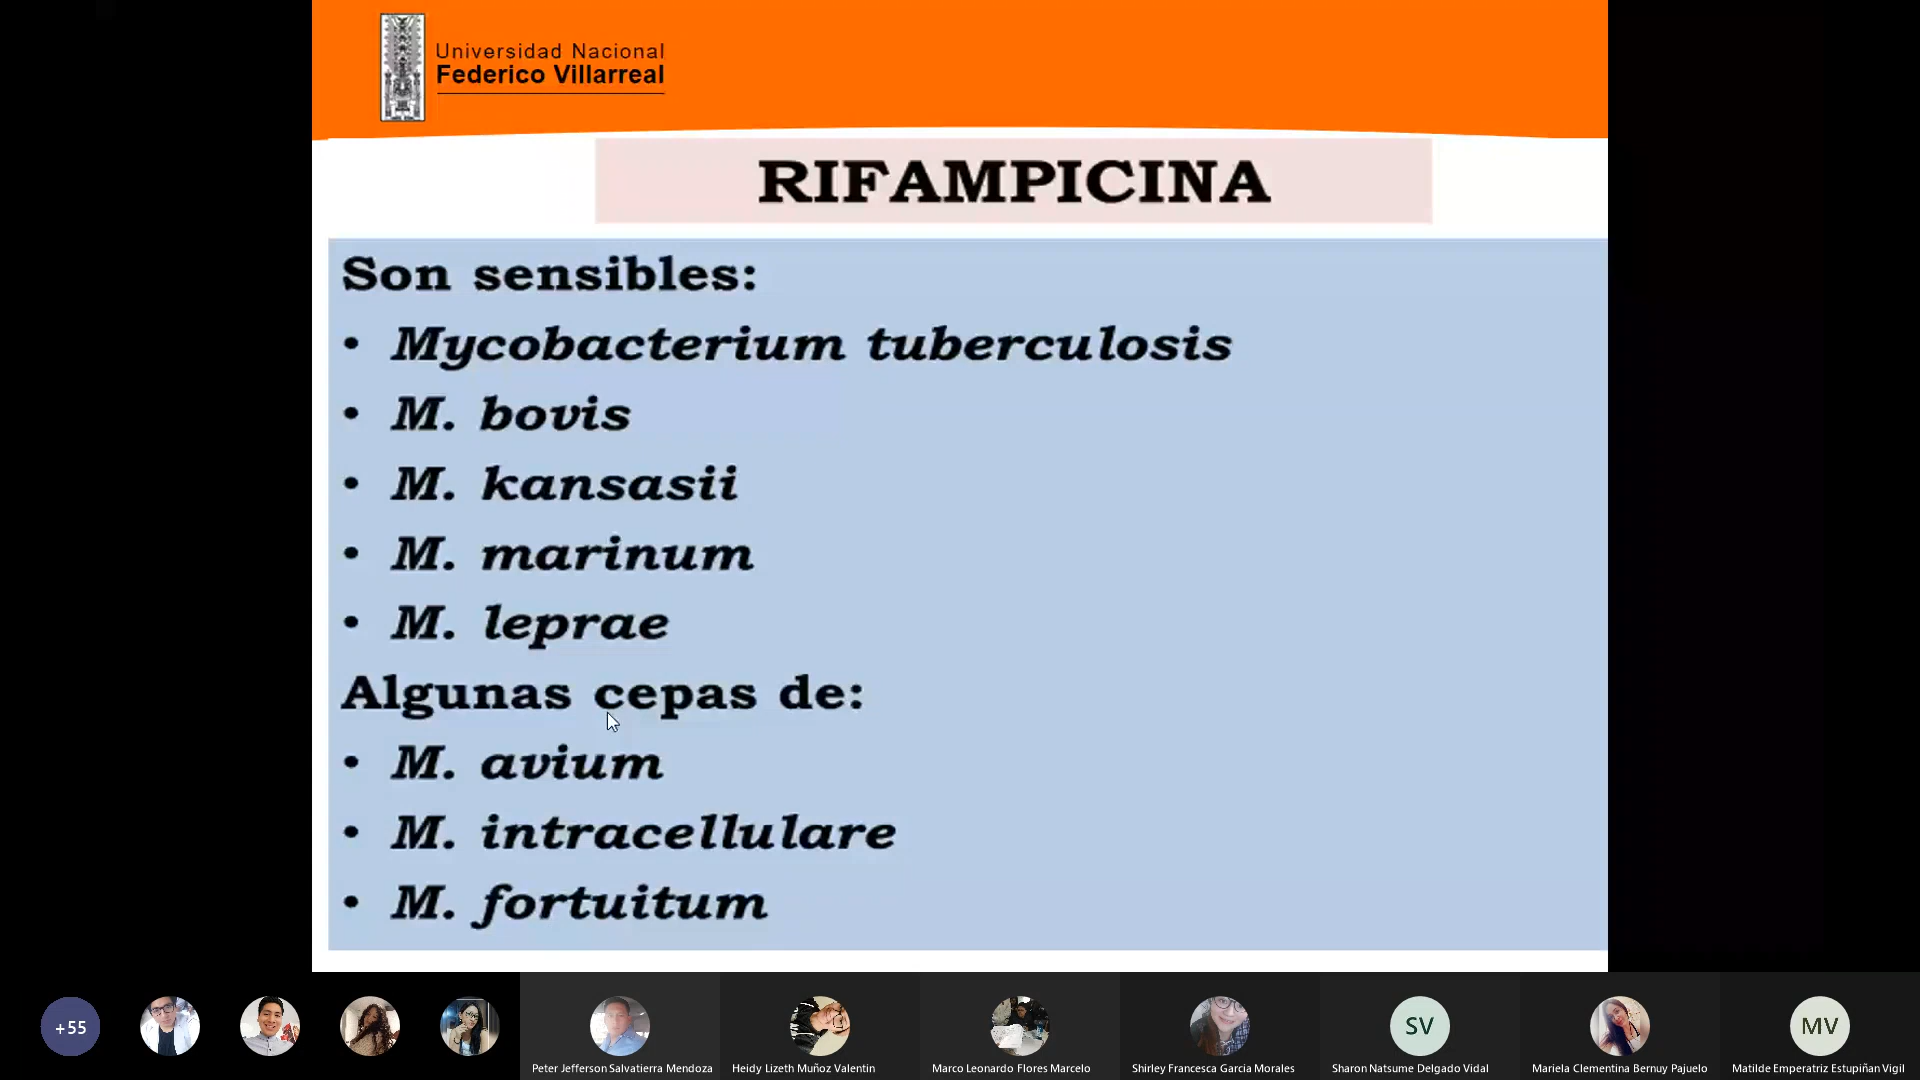 Universidad Nacional
Federico Villarreal
RIFAMPICINA
Son sensibles:
• Mycobacterium tuberculosis
• M. bovis
• M. kansasii
• M. marinum
• M. leprae
Algunas cepas de:
• M. avium
• M. intracellulare
• M. fortuitum
+55
SV
MV
Peter Jefferson Salvatierra Mendoza
Heidy Lizeth Muñoz Valentin
Marco Leonardo Flores Marcelo
Shirley Francesca Garcia Morales
Sharon Natsume Delgado Vidal
Mariela Clementina Bernuy Pajuelo
Matilde Emperatriz Estupiñan Vigil